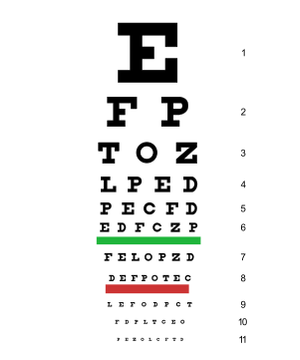 E 1
F P 2
T O Z 3
L P E D 4
P E C F D 5
E D F C Z P 6
F E L O P Z D 7
D E F P O T E C 8
L E F O D P C T 9
F D P L T C E O 10
P E Z O L C F T D 11